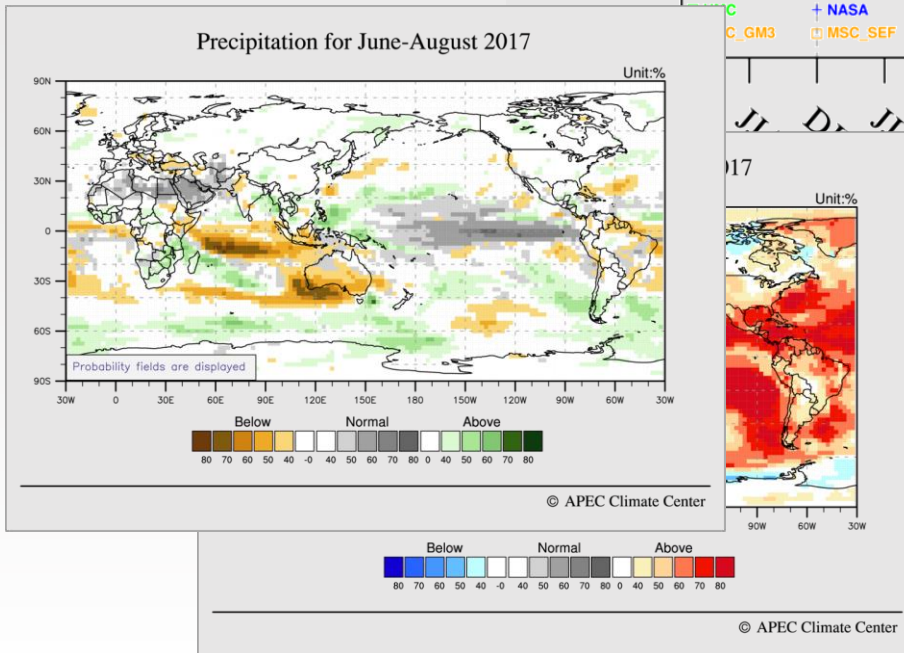 + NASA
C_GM3
MSC_SEF
Precipitation for June-August 2017
Unit:%
90N
60N
30N
0
30S
60S
90S
Probability fields are displayed
30W 0 30E 60E 90E 120E 150E 180 150W 120W 90W 60W 30W
Below Normal Above
80 70 60 50 40 -0 40 50 60 70 80 0 40 50 60 70 80
© APEC Climate Center
017
Unit:%
90W 60W 30W
Below Normal Above
80 70 60 50 40 -0 40 50 60 70 80 0 40 50 60 70 80
© APEC Climate Center